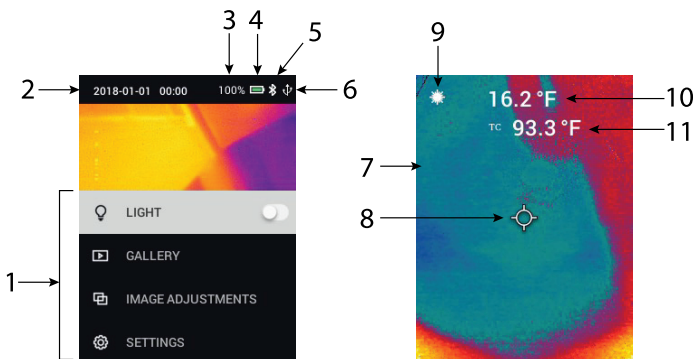 3 4 5
9
2 2018-01-01 00:00 100% 6
16.2 °F 10
TC 93.3 °F 11
7
8
1
LIGHT
GALLERY
IMAGE ADJUSTMENTS
SETTINGS